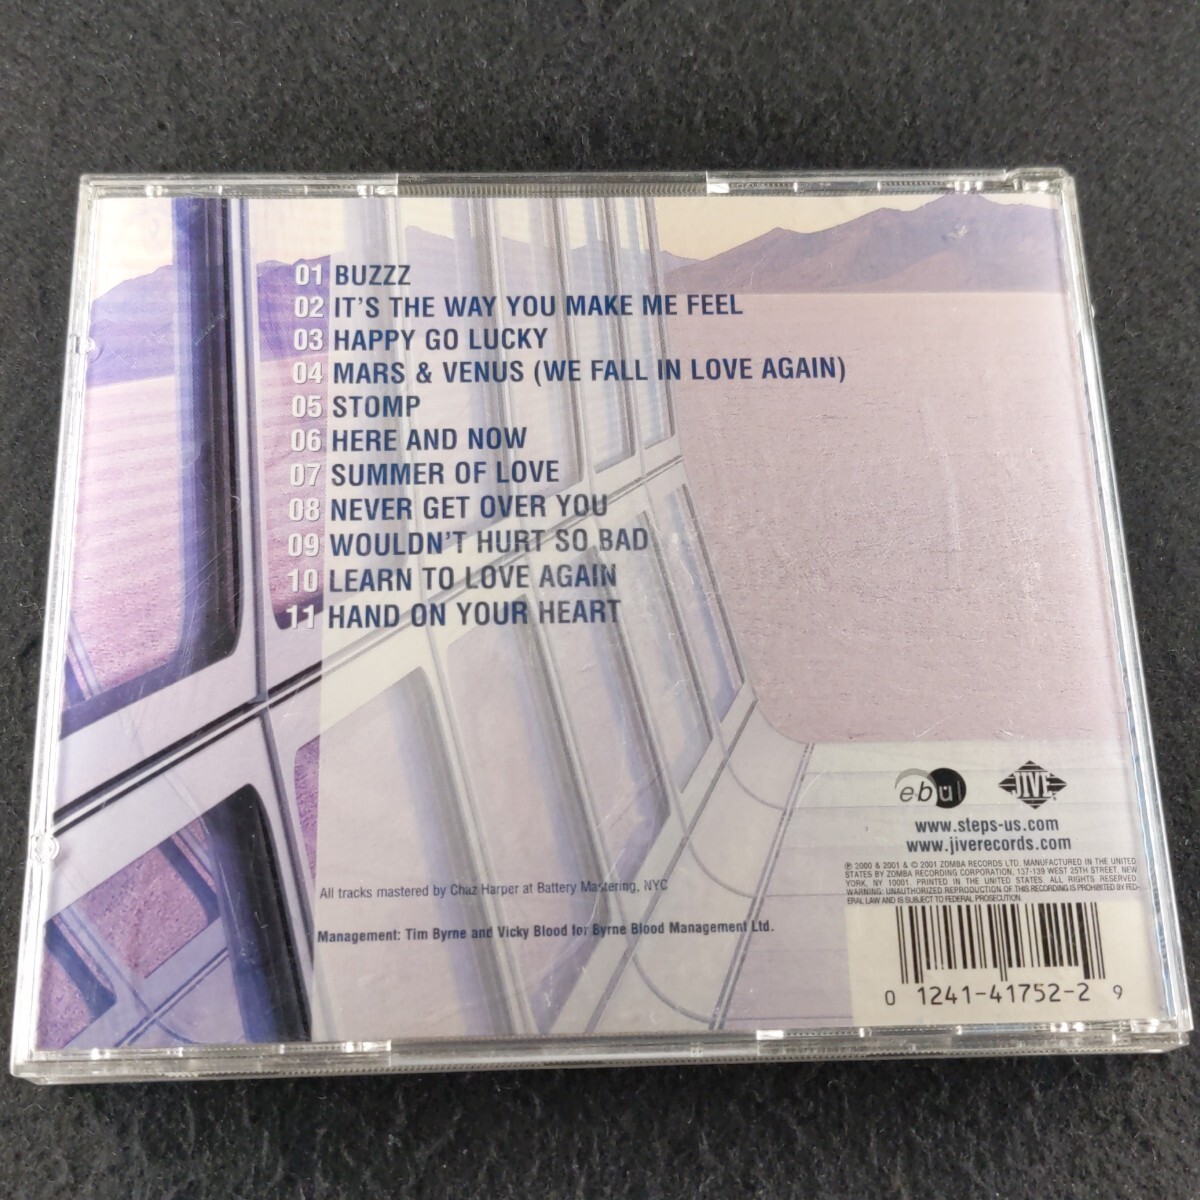 01 BUZZZ
02 IT'S THE WAY YOU MAKE ME FEEL
03 HAPPY GO LUCKY
04 MARS & VENUS (WE FALL IN LOVE AGAIN)
05 STOMP
06 HERE AND NOW
07 SUMMER OF LOVE
08 NEVER GET OVER YOU
09 WOULDN'T HURT SO BAD
10 LEARN TO LOVE AGAIN
11 HAND ON YOUR HEART
ebul
JIVE
www.steps-us.com
www.jiverecords.com
℗ 2000 & 2001 & © 2001 ZOMBA RECORDS LTD. MANUFACTURED IN THE UNITED
STATES BY ZOMBA RECORDING CORPORATION, 137-139 WEST 25TH STREET, NEW
YORK, NY 10001. PRINTED IN THE UNITED STATES. ALL RIGHTS RESERVED.
WARNING: UNAUTHORIZED REPRODUCTION OF THIS RECORDING IS PROHIBITED BY FED-
ERAL LAW AND IS SUBJECT TO FEDERAL PROSECUTION.
All tracks mastered by Chaz Harper at Battery Mastering, NYC
Management: Tim Byrne and Vicky Blood for Byrne Blood Management Ltd.
0 1241-41752-2 9